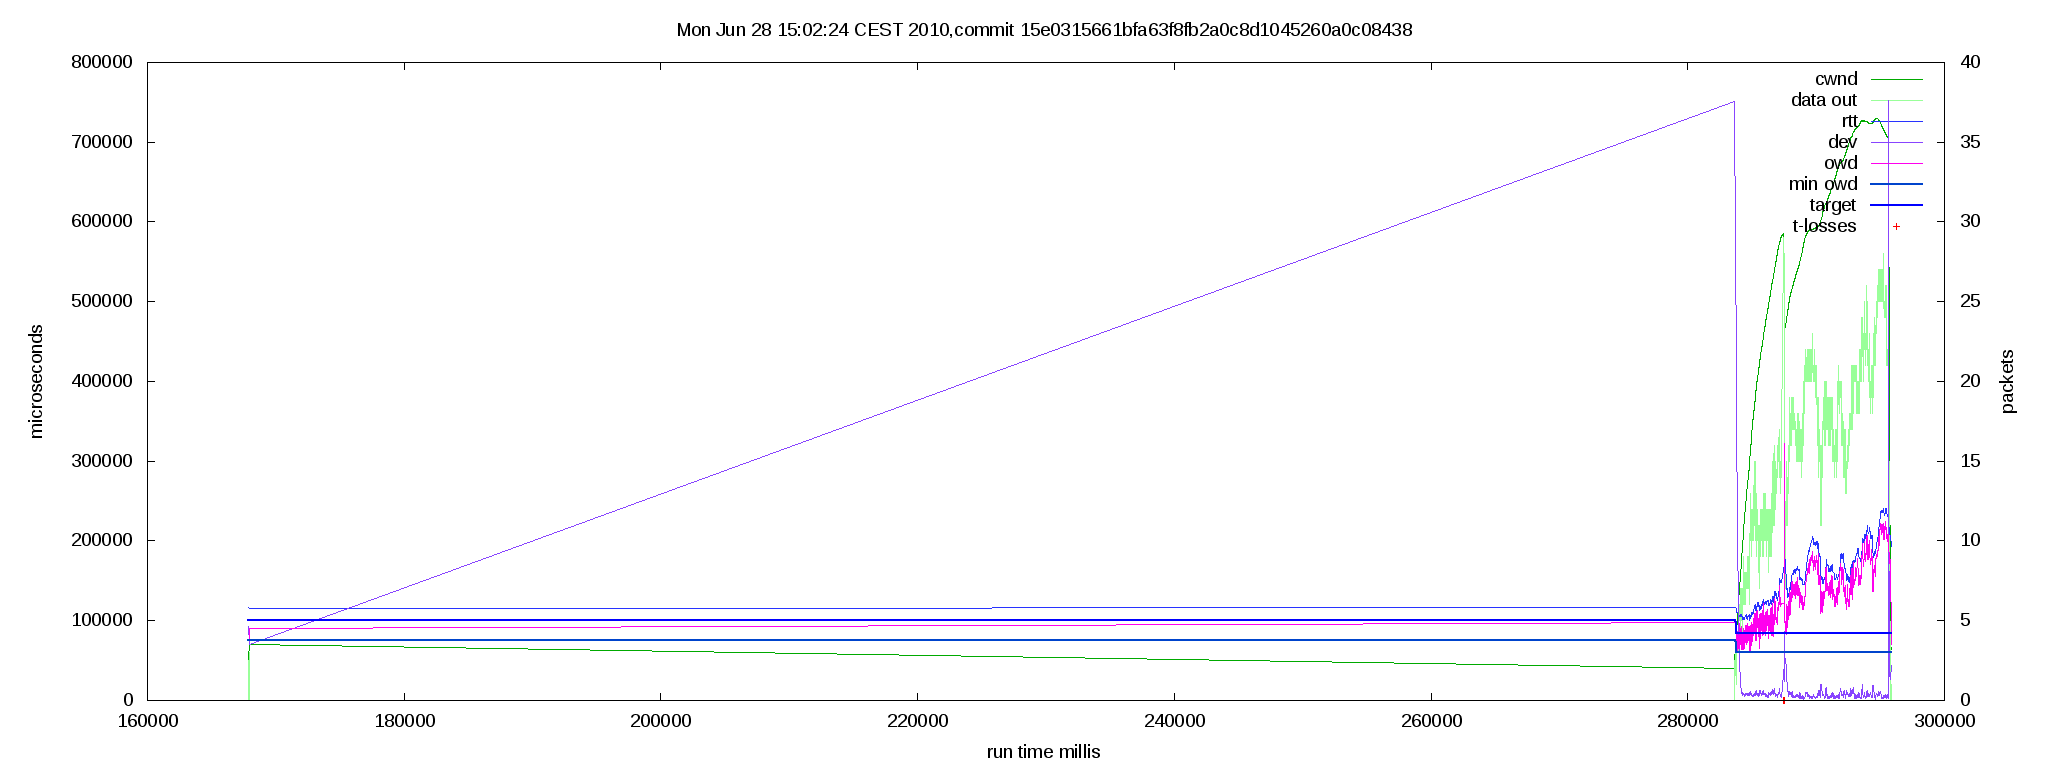 Mon Jun 28 15:02:24 CEST 2010,commit 15e0315661bfa63f8fb2a0c8d1045260a0c08438
800000
700000
600000
500000
400000
300000
200000
100000
0
microseconds
40
35
30
25
20
15
10
5
0
packets
cwnd
data out
rtt
dev
owd
min owd
target
t-losses
160000 180000 200000 220000 240000 260000 280000 300000
run time millis